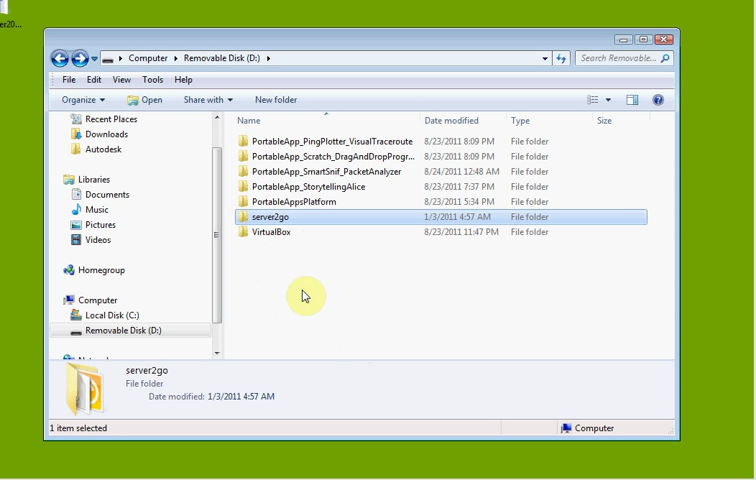 er20...
Computer ▸ Removable Disk (D:) ▸
Search Removable...
File Edit View Tools Help
Organize Open Share with New folder
Name Date modified Type Size
Recent Places
Downloads
Autodesk
Libraries
Documents
Music
Pictures
Videos
Homegroup
Computer
Local Disk (C:)
Removable Disk (D:)
PortableApp_PingPlotter_VisualTraceroute 8/23/2011 8:09 PM File folder
PortableApp_Scratch_DragAndDropProgr... 8/23/2011 8:09 PM File folder
PortableApp_SmartSnif_PacketAnalyzer 8/24/2011 12:48 AM File folder
PortableApp_StorytellingAlice 8/23/2011 7:37 PM File folder
PortableAppsPlatform 8/23/2011 5:34 PM File folder
server2go 1/3/2011 4:57 AM File folder
VirtualBox 8/23/2011 11:47 PM File folder
server2go
File folder
Date modified: 1/3/2011 4:57 AM
1 item selected
Computer